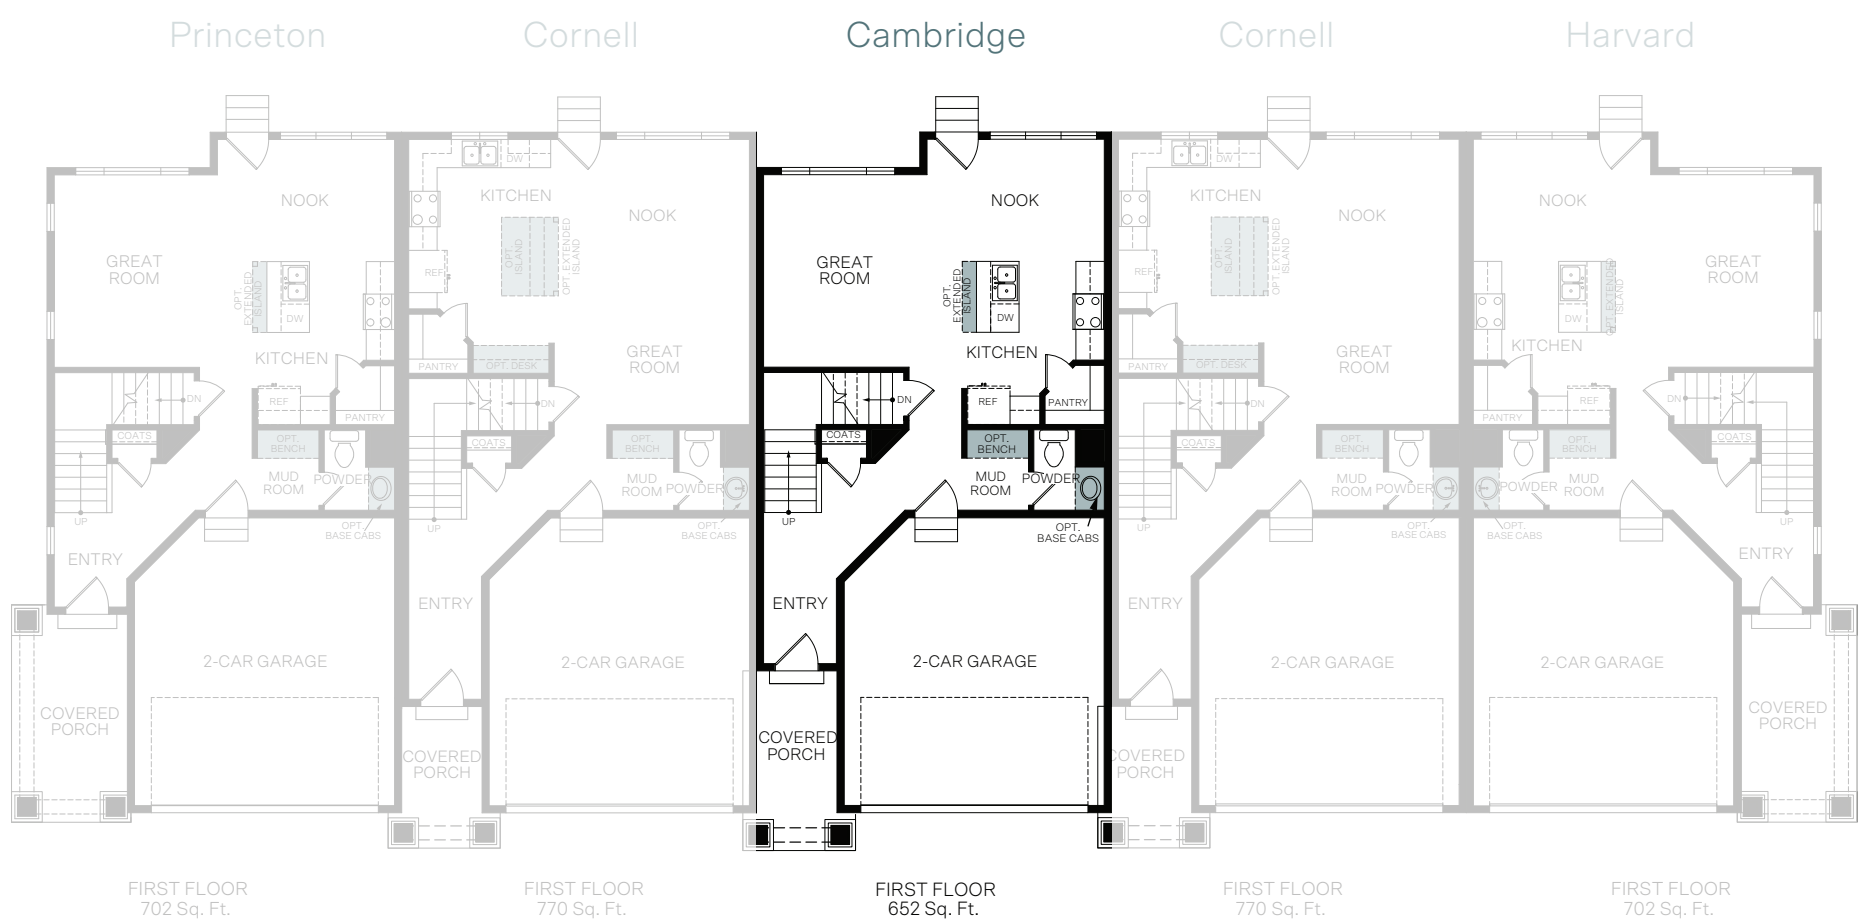 Princeton
Cornell
Cambridge
Cornell
Harvard
NOOK
GREAT
ROOM
OPT.
EXTENDED
ISLAND
DW
KITCHEN
REF
PANTRY
DN
COATS
OPT.
BENCH
MUD
ROOM
POWDER
UP
OPT.
BASE CABS
ENTRY
2-CAR GARAGE
COVERED
PORCH
FIRST FLOOR
702 Sq. Ft.
DW
KITCHEN
NOOK
OPT.
ISLAND
OPT. EXTENDED
ISLAND
REF
GREAT
ROOM
PANTRY
OPT. DESK
DN
COATS
OPT.
BENCH
MUD
ROOM
POWDER
UP
OPT.
BASE CABS
ENTRY
2-CAR GARAGE
COVERED
PORCH
FIRST FLOOR
770 Sq. Ft.
NOOK
GREAT
ROOM
OPT.
EXTENDED
ISLAND
DW
KITCHEN
REF
PANTRY
DN
COATS
OPT.
BENCH
MUD
ROOM
POWDER
UP
OPT.
BASE CABS
ENTRY
2-CAR GARAGE
COVERED
PORCH
FIRST FLOOR
652 Sq. Ft.
DW
KITCHEN
NOOK
OPT.
ISLAND
OPT. EXTENDED
ISLAND
REF
GREAT
ROOM
PANTRY
OPT. DESK
DN
COATS
OPT.
BENCH
MUD
ROOM
POWDER
UP
OPT.
BASE CABS
ENTRY
2-CAR GARAGE
COVERED
PORCH
FIRST FLOOR
770 Sq. Ft.
NOOK
GREAT
ROOM
OPT. EXTENDED
ISLAND
DW
KITCHEN
REF
PANTRY
DN
COATS
OPT.
BENCH
MUD
ROOM
POWDER
UP
OPT.
BASE CABS
ENTRY
2-CAR GARAGE
COVERED
PORCH
FIRST FLOOR
702 Sq. Ft.